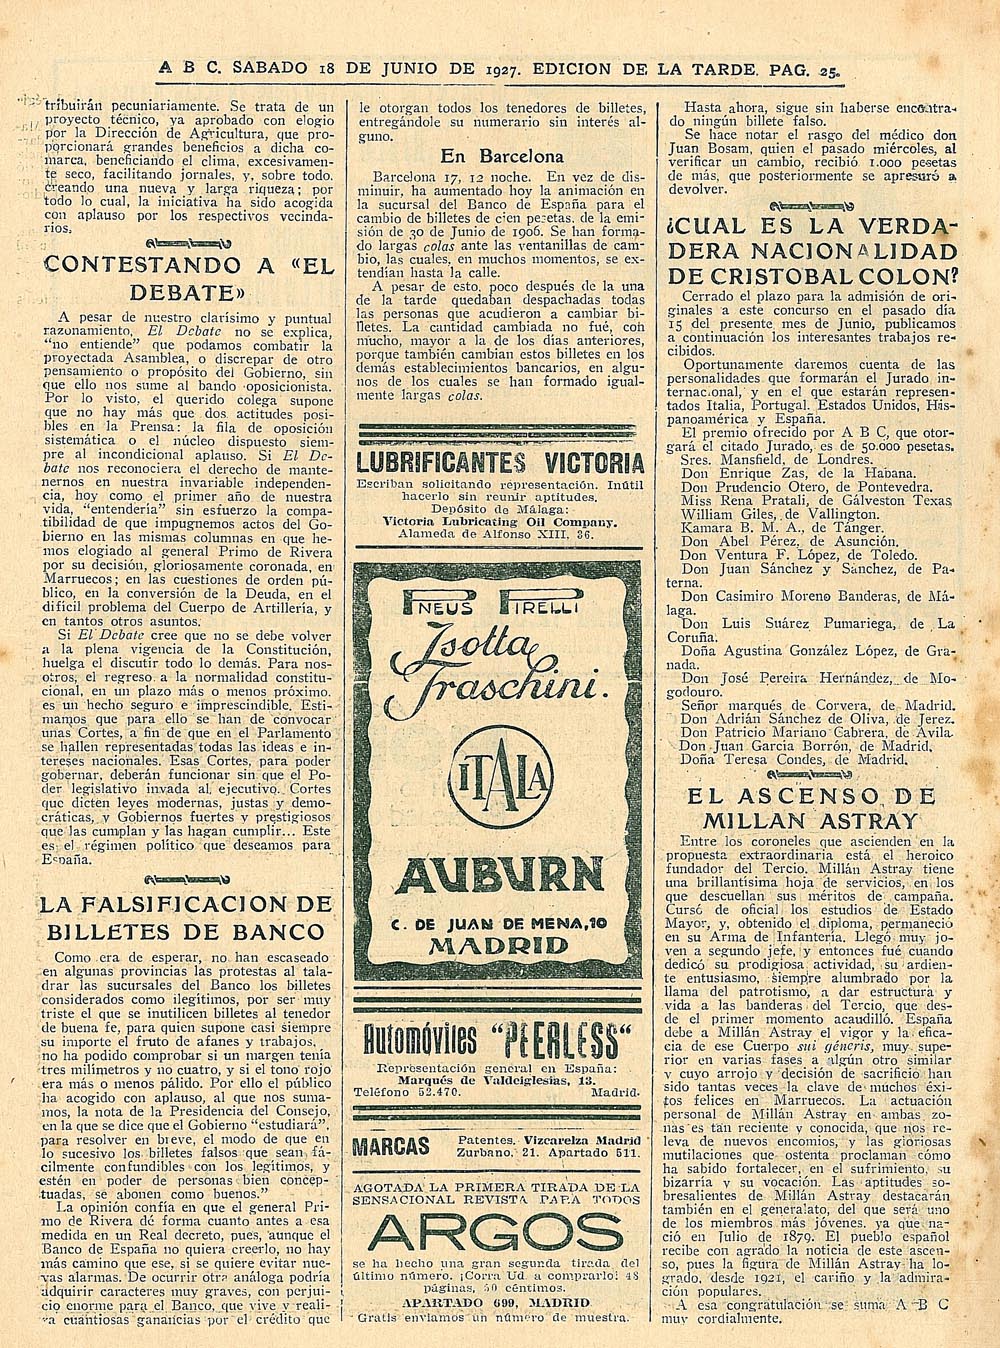 A B C. SABADO 18 DE JUNIO DE 1927. EDICION DE LA TARDE. PAG. 25.
tribuirán pecuniariamente. Se trata de un
proyecto técnico, ya aprobado con elogio
por la Dirección de Agricultura, que pro-
porcionará grandes beneficios a dicha co-
marca, beneficiando el clima, excesivamen-
te seco, facilitando jornales, y, sobre todo,
creando una nueva y larga riqueza; por
todo lo cual, la iniciativa ha sido acogida
con aplauso por los respectivos vecinda-
rios.
CONTESTANDO A «EL
DEBATE»
A pesar de nuestro clarísimo y puntual
razonamiento, El Debate no se explica,
"no entiende" que podamos combatir la
proyectada Asamblea, o discrepar de otro
pensamiento o propósito del Gobierno, sin
que ello nos sume al bando oposicionista.
Por lo visto, el querido colega supone
que no hay más que dos actitudes posi-
bles en la Prensa: la fila de oposición
sistemática o el núcleo dispuesto siem-
pre al incondicional aplauso. Si El De-
bate nos reconociera el derecho de mante-
nernos en nuestra invariable independen-
cia, hoy como el primer año de nuestra
vida, "entendería" sin esfuerzo la compa-
tibilidad de que impugnemos actos del Go-
bierno en las mismas columnas en que he-
mos elogiado al general Primo de Rivera
por su decisión, gloriosamente coronada, en
Marruecos; en las cuestiones de orden pú-
blico, en la conversión de la Deuda, en el
difícil problema del Cuerpo de Artillería, y
en tantos otros asuntos.
Si El Debate cree que no se debe volver
a la plena vigencia de la Constitución,
huelga el discutir todo lo demás. Para nos-
otros, el regreso a la normalidad constitu-
cional, en un plazo más o menos próximo,
es un hecho seguro e imprescindible. Esti-
mamos que para ello se han de convocar
unas Cortes, a fin de que en el Parlamento
se hallen representadas todas las ideas e in-
tereses nacionales. Esas Cortes, para poder
gobernar, deberán funcionar sin que el Po-
der legislativo invada al ejecutivo. Cortes
que dicten leyes modernas, justas y demo-
cráticas, y Gobiernos fuertes y prestigiosos
que las cumplan y las hagan cumplir... Este
es el régimen político que deseamos para
España.
LA FALSIFICACION DE
BILLETES DE BANCO
Como era de esperar, no han escaseado
en algunas provincias las protestas al tala-
drar las sucursales del Banco los billetes
considerados como ilegítimos, por ser muy
triste el que se inutilicen billetes al tenedor
de buena fe, para quien supone casi siempre
su importe el fruto de afanes y trabajos,
no ha podido comprobar si un margen tenía
tres milímetros y no cuatro, y si el tono rojo
era más o menos pálido. Por ello el público
ha acogido con aplauso, al que nos suma-
mos, la nota de la Presidencia del Consejo,
en la que se dice que el Gobierno "estudiará",
para resolver en breve, el modo de que en
lo sucesivo los billetes falsos que sean fá-
cilmente confundibles con los legítimos, y
estén en poder de personas bien concep-
tuadas, se abonen como buenos."
La opinión confía en que el general Pri-
mo de Rivera dé forma cuanto antes a esa
medida en un Real decreto, pues, aunque el
Banco de España no quiera creerlo, no hay
más camino que ese, si se quiere evitar nue-
vas alarmas. De ocurrir otra análoga podría
adquirir caracteres muy graves, con perjui-
cio enorme para el Banco, que vive y reali-
za cuantiosas ganancias por el crédito que
le otorgan todos los tenedores de billetes,
entregándole su numerario sin interés al-
guno.
En Barcelona
Barcelona 17, 12 noche. En vez de dis-
minuir, ha aumentado hoy la animación en
la sucursal del Banco de España para el
cambio de billetes de cien pesetas, de la emi-
sión de 30 de Junio de 1906. Se han forma-
do largas colas ante las ventanillas de cam-
bio, las cuales, en muchos momentos, se ex-
tendían hasta la calle.
A pesar de esto, poco después de la una
de la tarde quedaban despachadas todas
las personas que acudieron a cambiar bi-
lletes. La cantidad cambiada no fué, con
mucho, mayor a la de los días anteriores,
porque también cambian estos billetes en los
demás establecimientos bancarios, en algu-
nos de los cuales se han formado igual-
mente largas colas.
LUBRIFICANTES VICTORIA
Escriban solicitando representación. Inútil
hacerlo sin reunir aptitudes.
Depósito de Málaga:
Victoria Lubricating Oil Company.
Alameda de Alfonso XIII, 36.
PNEUS PIRELLI
Isotta
Fraschini.
ITALA
AUBURN
C. DE JUAN DE MENA, 10
MADRID
Automóviles "PEERLESS"
Representación general en España:
Marqués de Valdeiglesias, 13.
Teléfono 52.470. Madrid.
MARCAS Patentes. Vizcarelza Madrid
Zurbano. 21. Apartado 511.
AGOTADA LA PRIMERA TIRADA DE LA
SENSACIONAL REVISTA PARA TODOS
ARGOS
se ha hecho una gran segunda tirada del
último número. ¡Corra Ud. a comprarlo! 48
páginas, 50 céntimos.
APARTADO 699, MADRID
Gratis enviamos un número de muestra.
Hasta ahora, sigue sin haberse encontra-
do ningún billete falso.
Se hace notar el rasgo del médico don
Juan Bosam, quien el pasado miércoles, al
verificar un cambio, recibió 1.000 pesetas
de más, que posteriormente se apresuró a
devolver.
¿CUAL ES LA VERDA-
DERA NACIONALIDAD
DE CRISTOBAL COLON?
Cerrado el plazo para la admisión de ori-
ginales a este concurso en el pasado día
15 del presente mes de Junio, publicamos
a continuación los interesantes trabajos re-
cibidos.
Oportunamente daremos cuenta de las
personalidades que formarán el Jurado in-
ternacional, y en el que estarán represen-
tados Italia, Portugal. Estados Unidos, His-
panoamérica y España.
El premio ofrecido por A B C, que otor-
gará el citado Jurado, es de 50.000 pesetas.
Sres. Mansfield, de Londres.
Don Enrique Zas, de la Habana.
Don Prudencio Otero, de Pontevedra.
Miss Rena Pratali, de Gálveston Texas
William Giles, de Vallington.
Kamara B. M. A., de Tánger.
Don Abel Pérez, de Asunción.
Don Ventura F. López, de Toledo.
Don Juan Sánchez y Sánchez, de Pa-
terna.
Don Casimiro Moreno Banderas, de Má-
laga.
Don Luis Suárez Pumariega, de La
Coruña.
Doña Agustina González López, de Gra-
nada.
Don José Pereira Hernández, de Mo-
godouro.
Señor marqués de Corvera, de Madrid.
Don Adrián Sánchez de Oliva, de Jerez.
Don Patricio Mariano Cabrera, de Avila.
Don Juan Garcia Borrón, de Madrid.
Doña Teresa Condes, de Madrid.
EL ASCENSO DE
MILLAN ASTRAY
Entre los coroneles que ascienden en la
propuesta extraordinaria está el heroico
fundador del Tercio. Millán Astray tiene
una brillantísima hoja de servicios, en los
que descuellan sus méritos de campaña.
Cursó de oficial los estudios de Estado
Mayor, y, obtenido el diploma, permaneció
en su Arma de Infantería. Llegó muy jo-
ven a segundo jefe, y entonces fué cuando
dedicó su prodigiosa actividad, su ardien-
te entusiasmo, siempre alumbrado por la
llama del patrotismo, a dar estructura y
vida a las banderas del Tercio, que des-
de el primer momento acaudilló. España
debe a Millán Astray el vigor y la efica-
cia de ese Cuerpo sui géneris, muy supe-
rior en varias fases a algún otro similar
y cuyo arrojo y decisión de sacrificio han
sido tantas veces la clave de muchos éxi-
tos felices en Marruecos. La actuación
personal de Millán Astray en ambas zo-
nas es tan reciente y conocida, que nos re-
leva de nuevos encomios, y las gloriosas
mutilaciones que ostenta proclaman cómo
ha sabido fortalecer, en el sufrimiento, su
bizarría y su vocación. Las aptitudes so-
bresalientes de Millán Astray destacarán
también en el generalato, del que será uno
de los miembros más jóvenes, ya que na-
ció en Julio de 1879. El pueblo español
recibe con agrado la noticia de este ascen-
so, pues la figura de Millán Astray ha lo-
grado, desde 1921, el cariño y la admira-
ción populares.
A esa congratulación se suma A B C
muy cordialmente.